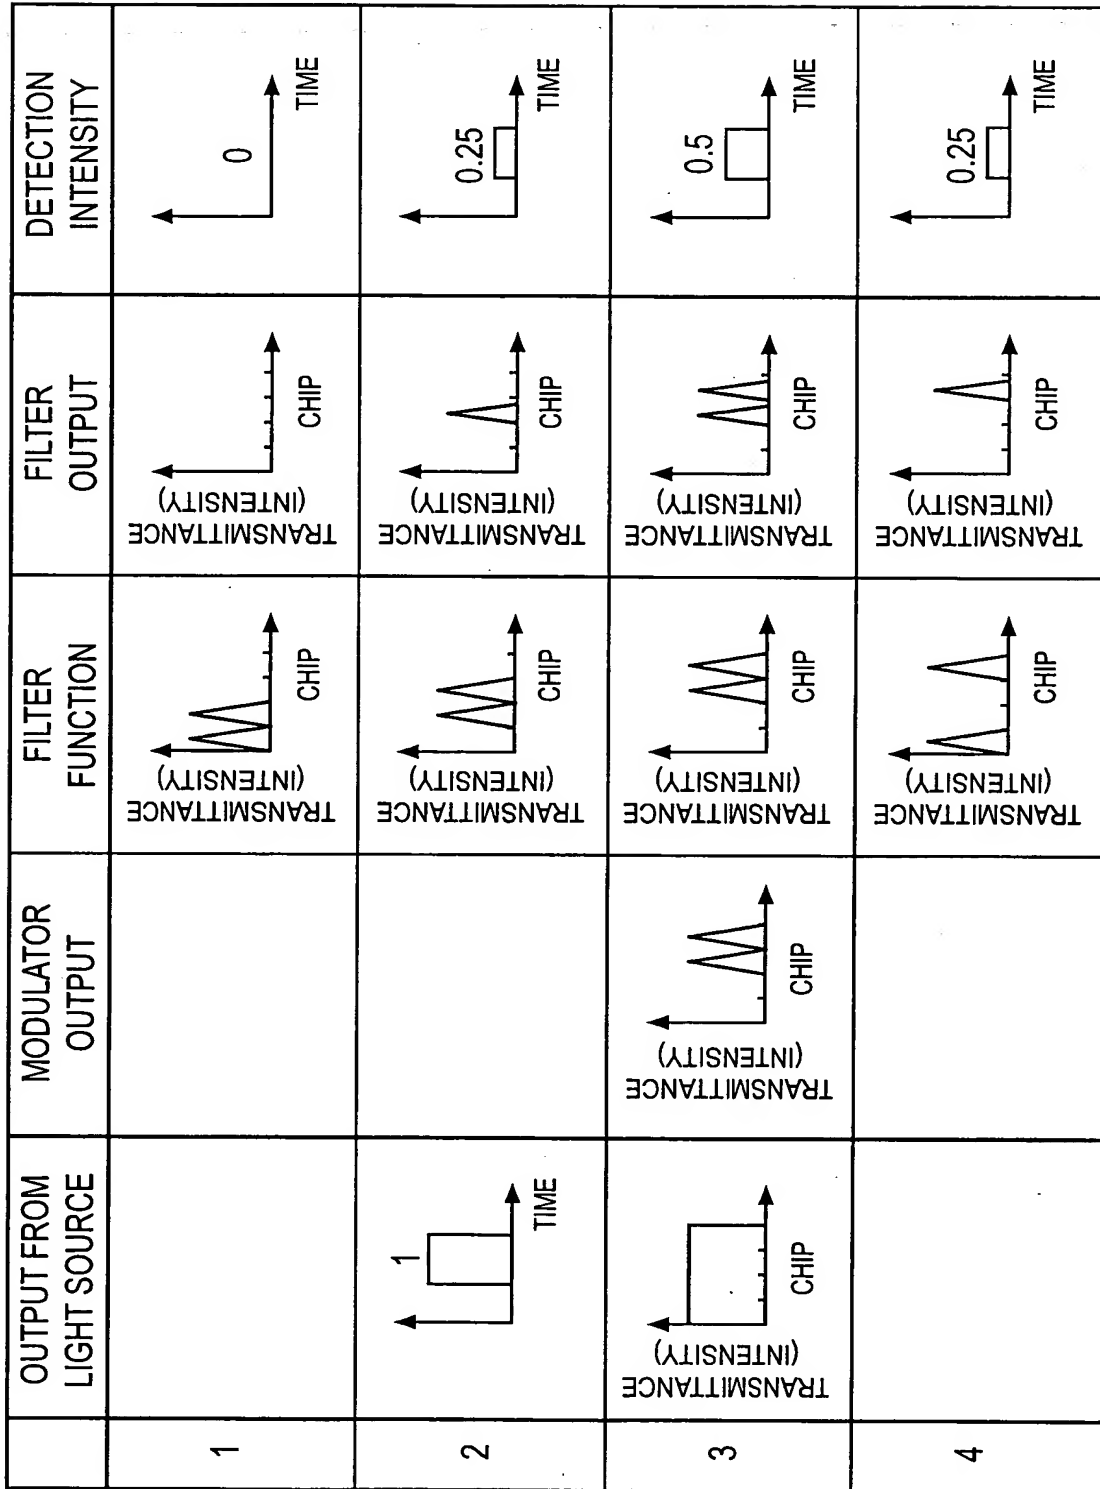 OUTPUT FROM
LIGHT SOURCE
MODULATOR
OUTPUT
FILTER
FUNCTION
FILTER
OUTPUT
DETECTION
INTENSITY
1
TRANSMITTANCE
(INTENSITY)
CHIP
TRANSMITTANCE
(INTENSITY)
CHIP
0
TIME
2
1
TIME
TRANSMITTANCE
(INTENSITY)
CHIP
TRANSMITTANCE
(INTENSITY)
CHIP
0.25
TIME
3
TRANSMITTANCE
(INTENSITY)
CHIP
TRANSMITTANCE
(INTENSITY)
CHIP
TRANSMITTANCE
(INTENSITY)
CHIP
TRANSMITTANCE
(INTENSITY)
CHIP
0.5
TIME
4
TRANSMITTANCE
(INTENSITY)
CHIP
TRANSMITTANCE
(INTENSITY)
CHIP
0.25
TIME